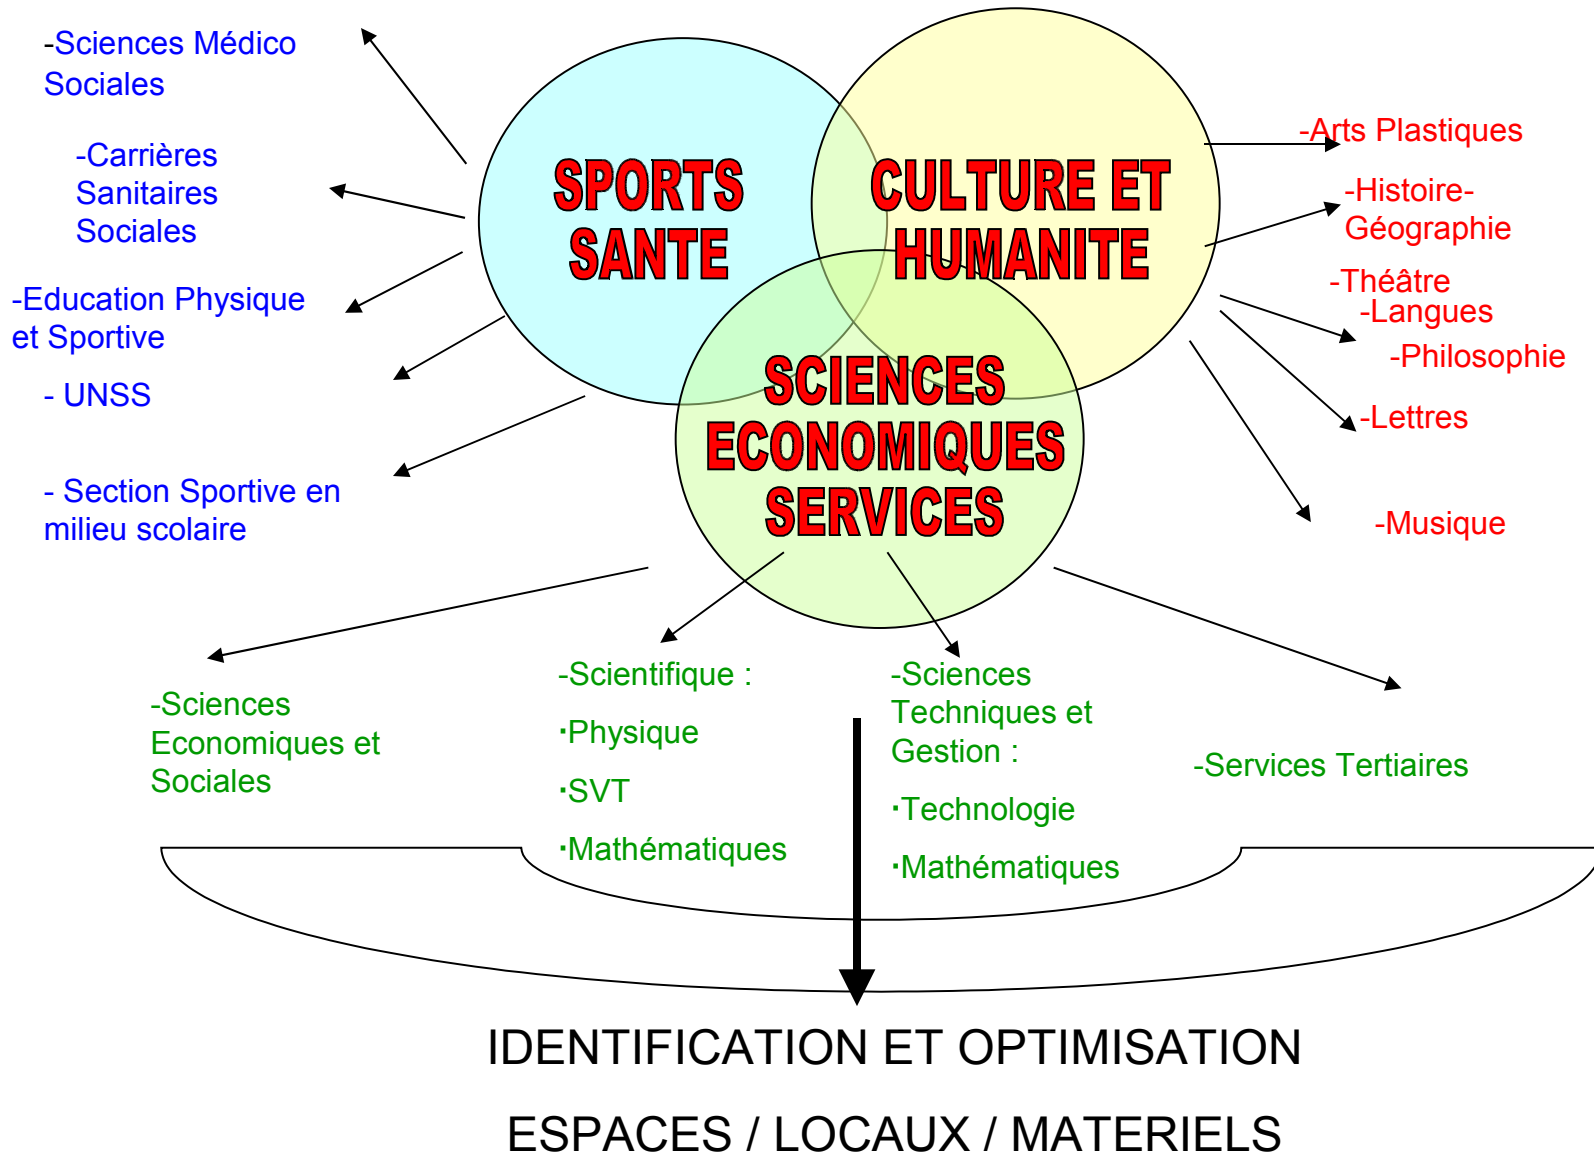 -Sciences Médico
Sociales
-Carrières
Sanitaires
Sociales
-Education Physique
et Sportive
- UNSS
- Section Sportive en
milieu scolaire
SPORTS
SANTE
CULTURE ET
HUMANITE
SCIENCES
ECONOMIQUES
SERVICES
-Arts Plastiques
-Histoire-
Géographie
-Théâtre
-Langues
-Philosophie
-Lettres
-Musique
-Sciences
Economiques et
Sociales
-Scientifique :
·Physique
·SVT
·Mathématiques
-Sciences
Techniques et
Gestion :
·Technologie
·Mathématiques
-Services Tertiaires
IDENTIFICATION ET OPTIMISATION
ESPACES / LOCAUX / MATERIELS